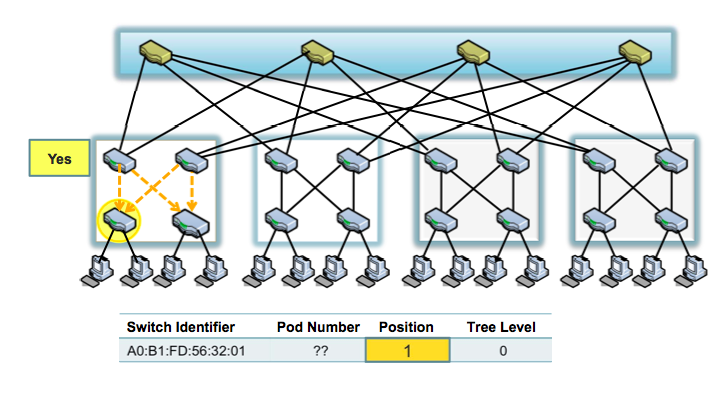 Yes
Switch Identifier Pod Number Position Tree Level
A0:B1:FD:56:32:01 ?? 1 0